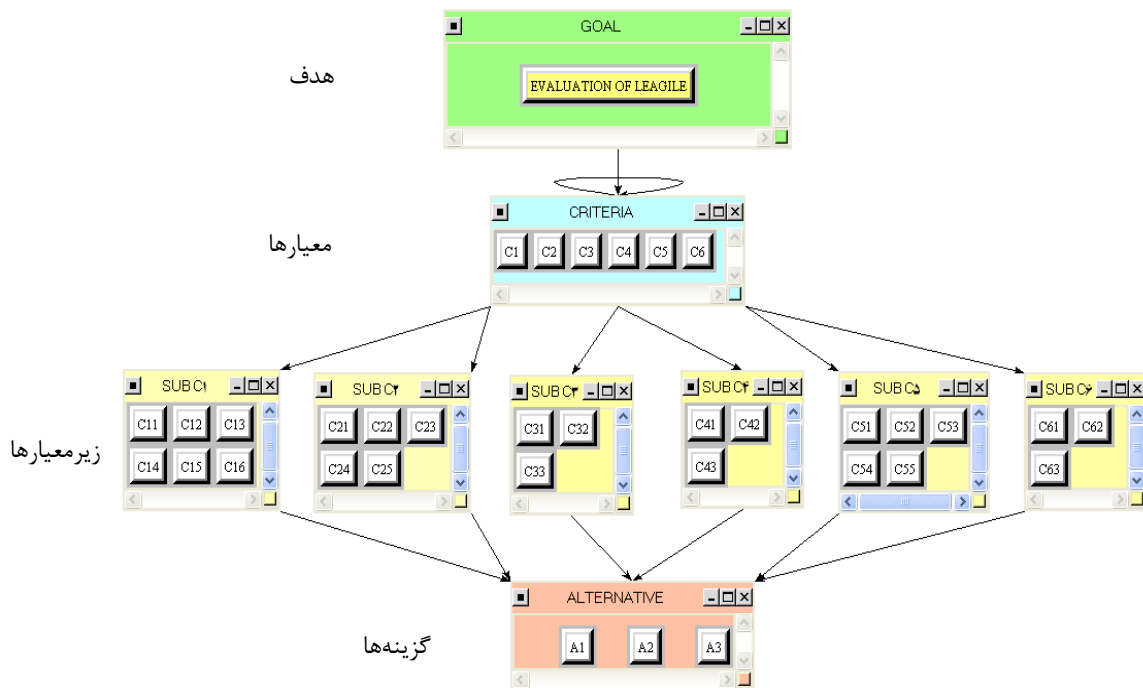 GOAL
هدف
EVALUATION OF LEAGILE
CRITERIA
معیارها
C1 C2 C3 C4 C5 C6
SUB C۱ SUB C۲ SUB C۳ SUB C۴ SUB C۵ SUB C۶
زیرمعیارها
C11 C12 C13 C21 C22 C23 C31 C32 C41 C42 C51 C52 C53 C61 C62
C14 C15 C16 C24 C25 C33 C43 C54 C55 C63
ALTERNATIVE
گزینه‌ها
A1 A2 A3